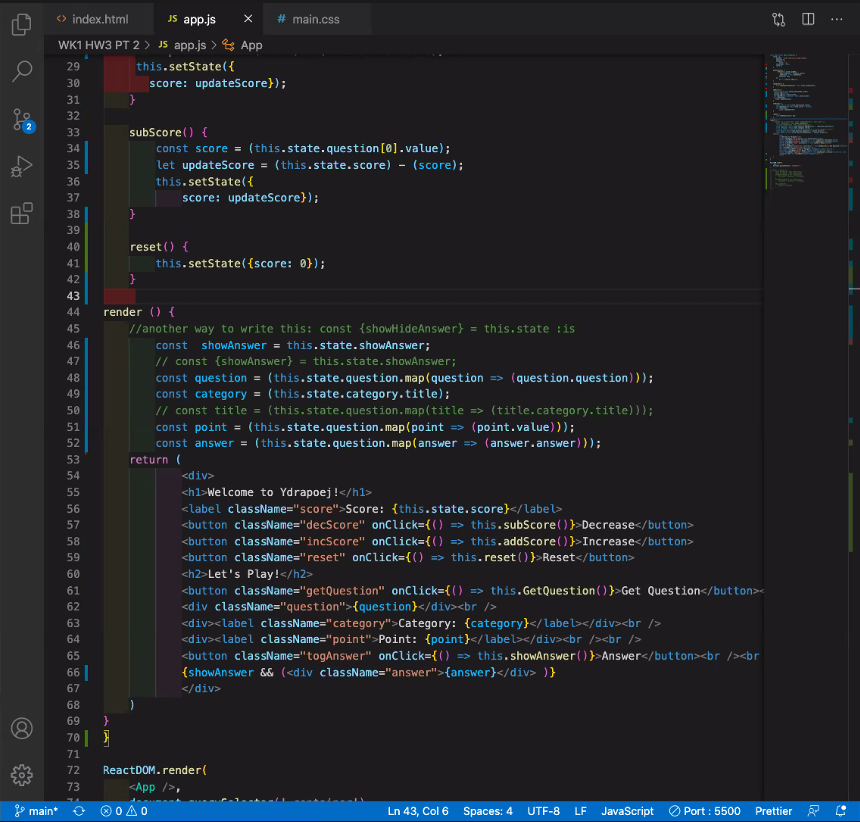 index.html
JS app.js
# main.css
WK1 HW3 PT 2 > JS app.js > App
29 this.setState({
30 score: updateScore});
31 }
32
33 subScore() {
34 const score = (this.state.question[0].value);
35 let updateScore = (this.state.score) - (score);
36 this.setState({
37 score: updateScore});
38 }
39
40 reset() {
41 this.setState({score: 0});
42 }
43
44 render () {
45 //another way to write this: const {showHideAnswer} = this.state :is
46 const  showAnswer = this.state.showAnswer;
47 // const {showAnswer} = this.state.showAnswer;
48 const question = (this.state.question.map(question => (question.question)));
49 const category = (this.state.category.title);
50 // const title = (this.state.question.map(title => (title.category.title)));
51 const point = (this.state.question.map(point => (point.value)));
52 const answer = (this.state.question.map(answer => (answer.answer)));
53 return (
54 <div>
55 <h1>Welcome to Ydrapoej!</h1>
56 <label className="score">Score: {this.state.score}</label>
57 <button className="decScore" onClick={() => this.subScore()}>Decrease</button>
58 <button className="incScore" onClick={() => this.addScore()}>Increase</button>
59 <button className="reset" onClick={() => this.reset()}>Reset</button>
60 <h2>Let's Play!</h2>
61 <button className="getQuestion" onClick={() => this.GetQuestion()}>Get Question</button><
62 <div className="question">{question}</div><br />
63 <div><label className="category">Category: {category}</label></div><br />
64 <div><label className="point">Point: {point}</label></div><br /><br />
65 <button className="togAnswer" onClick={() => this.showAnswer()}>Answer</button><br /><br
66 {showAnswer && (<div className="answer">{answer}</div> )}
67 </div>
68 )
69 }
70 }
71
72 ReactDOM.render(
73 <App />,
2
main* 0 0 Ln 43, Col 6 Spaces: 4 UTF-8 LF JavaScript Port : 5500 Prettier